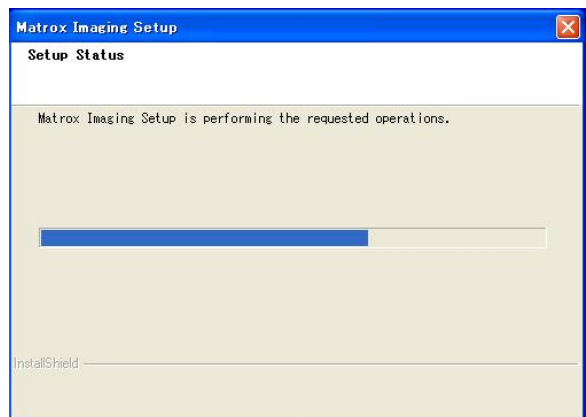 Matrox Imaging Setup
Setup Status
Matrox Imaging Setup is performing the requested operations.
InstallShield